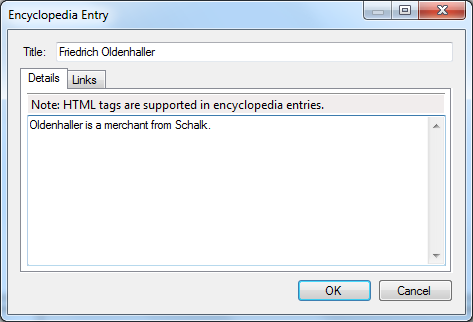 Encyclopedia Entry
Title: Friedrich Oldenhaller
Details Links
Note: HTML tags are supported in encyclopedia entries.
Oldenhaller is a merchant from Schalk.
OK Cancel